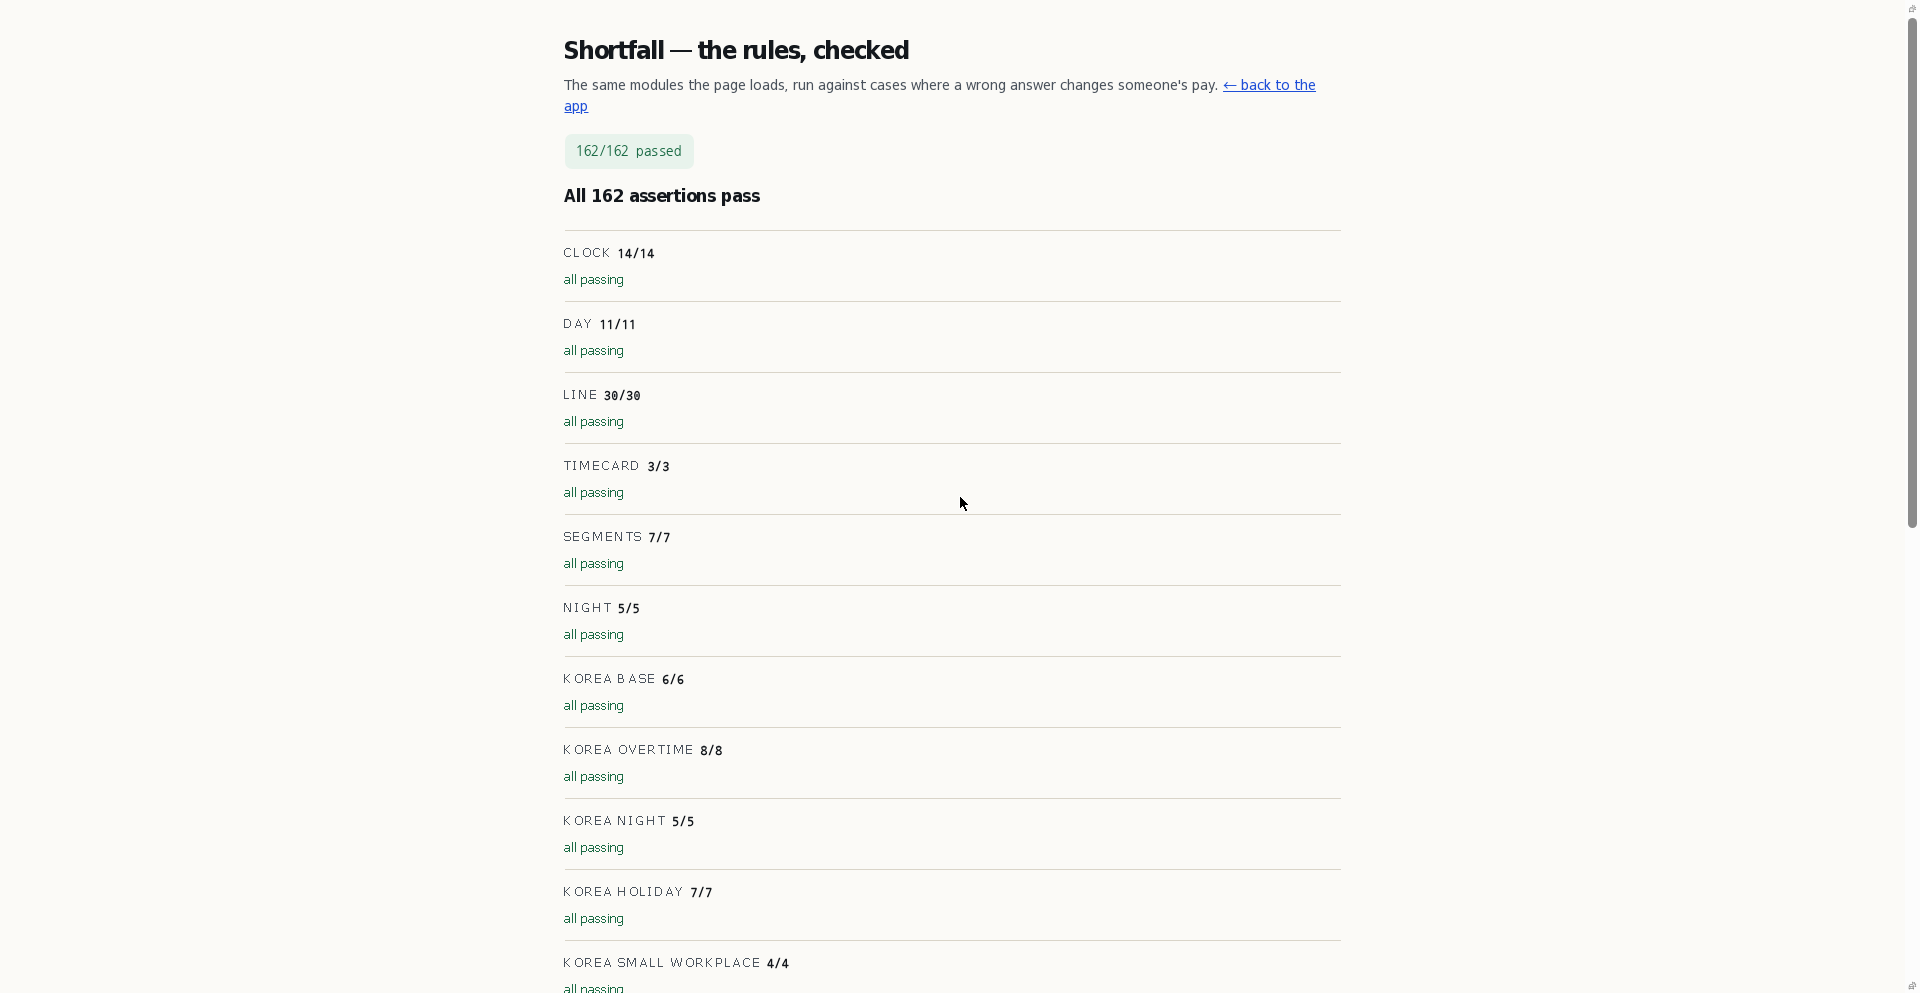 Shortfall — the rules, checked
The same modules the page loads, run against cases where a wrong answer changes someone's pay. ← back to the
app
162/162 passed
All 162 assertions pass
CLOCK 14/14
all passing
DAY 11/11
all passing
LINE 30/30
all passing
TIMECARD 3/3
all passing
SEGMENTS 7/7
all passing
NIGHT 5/5
all passing
KOREA BASE 6/6
all passing
KOREA OVERTIME 8/8
all passing
KOREA NIGHT 5/5
all passing
KOREA HOLIDAY 7/7
all passing
KOREA SMALL WORKPLACE 4/4
all passing